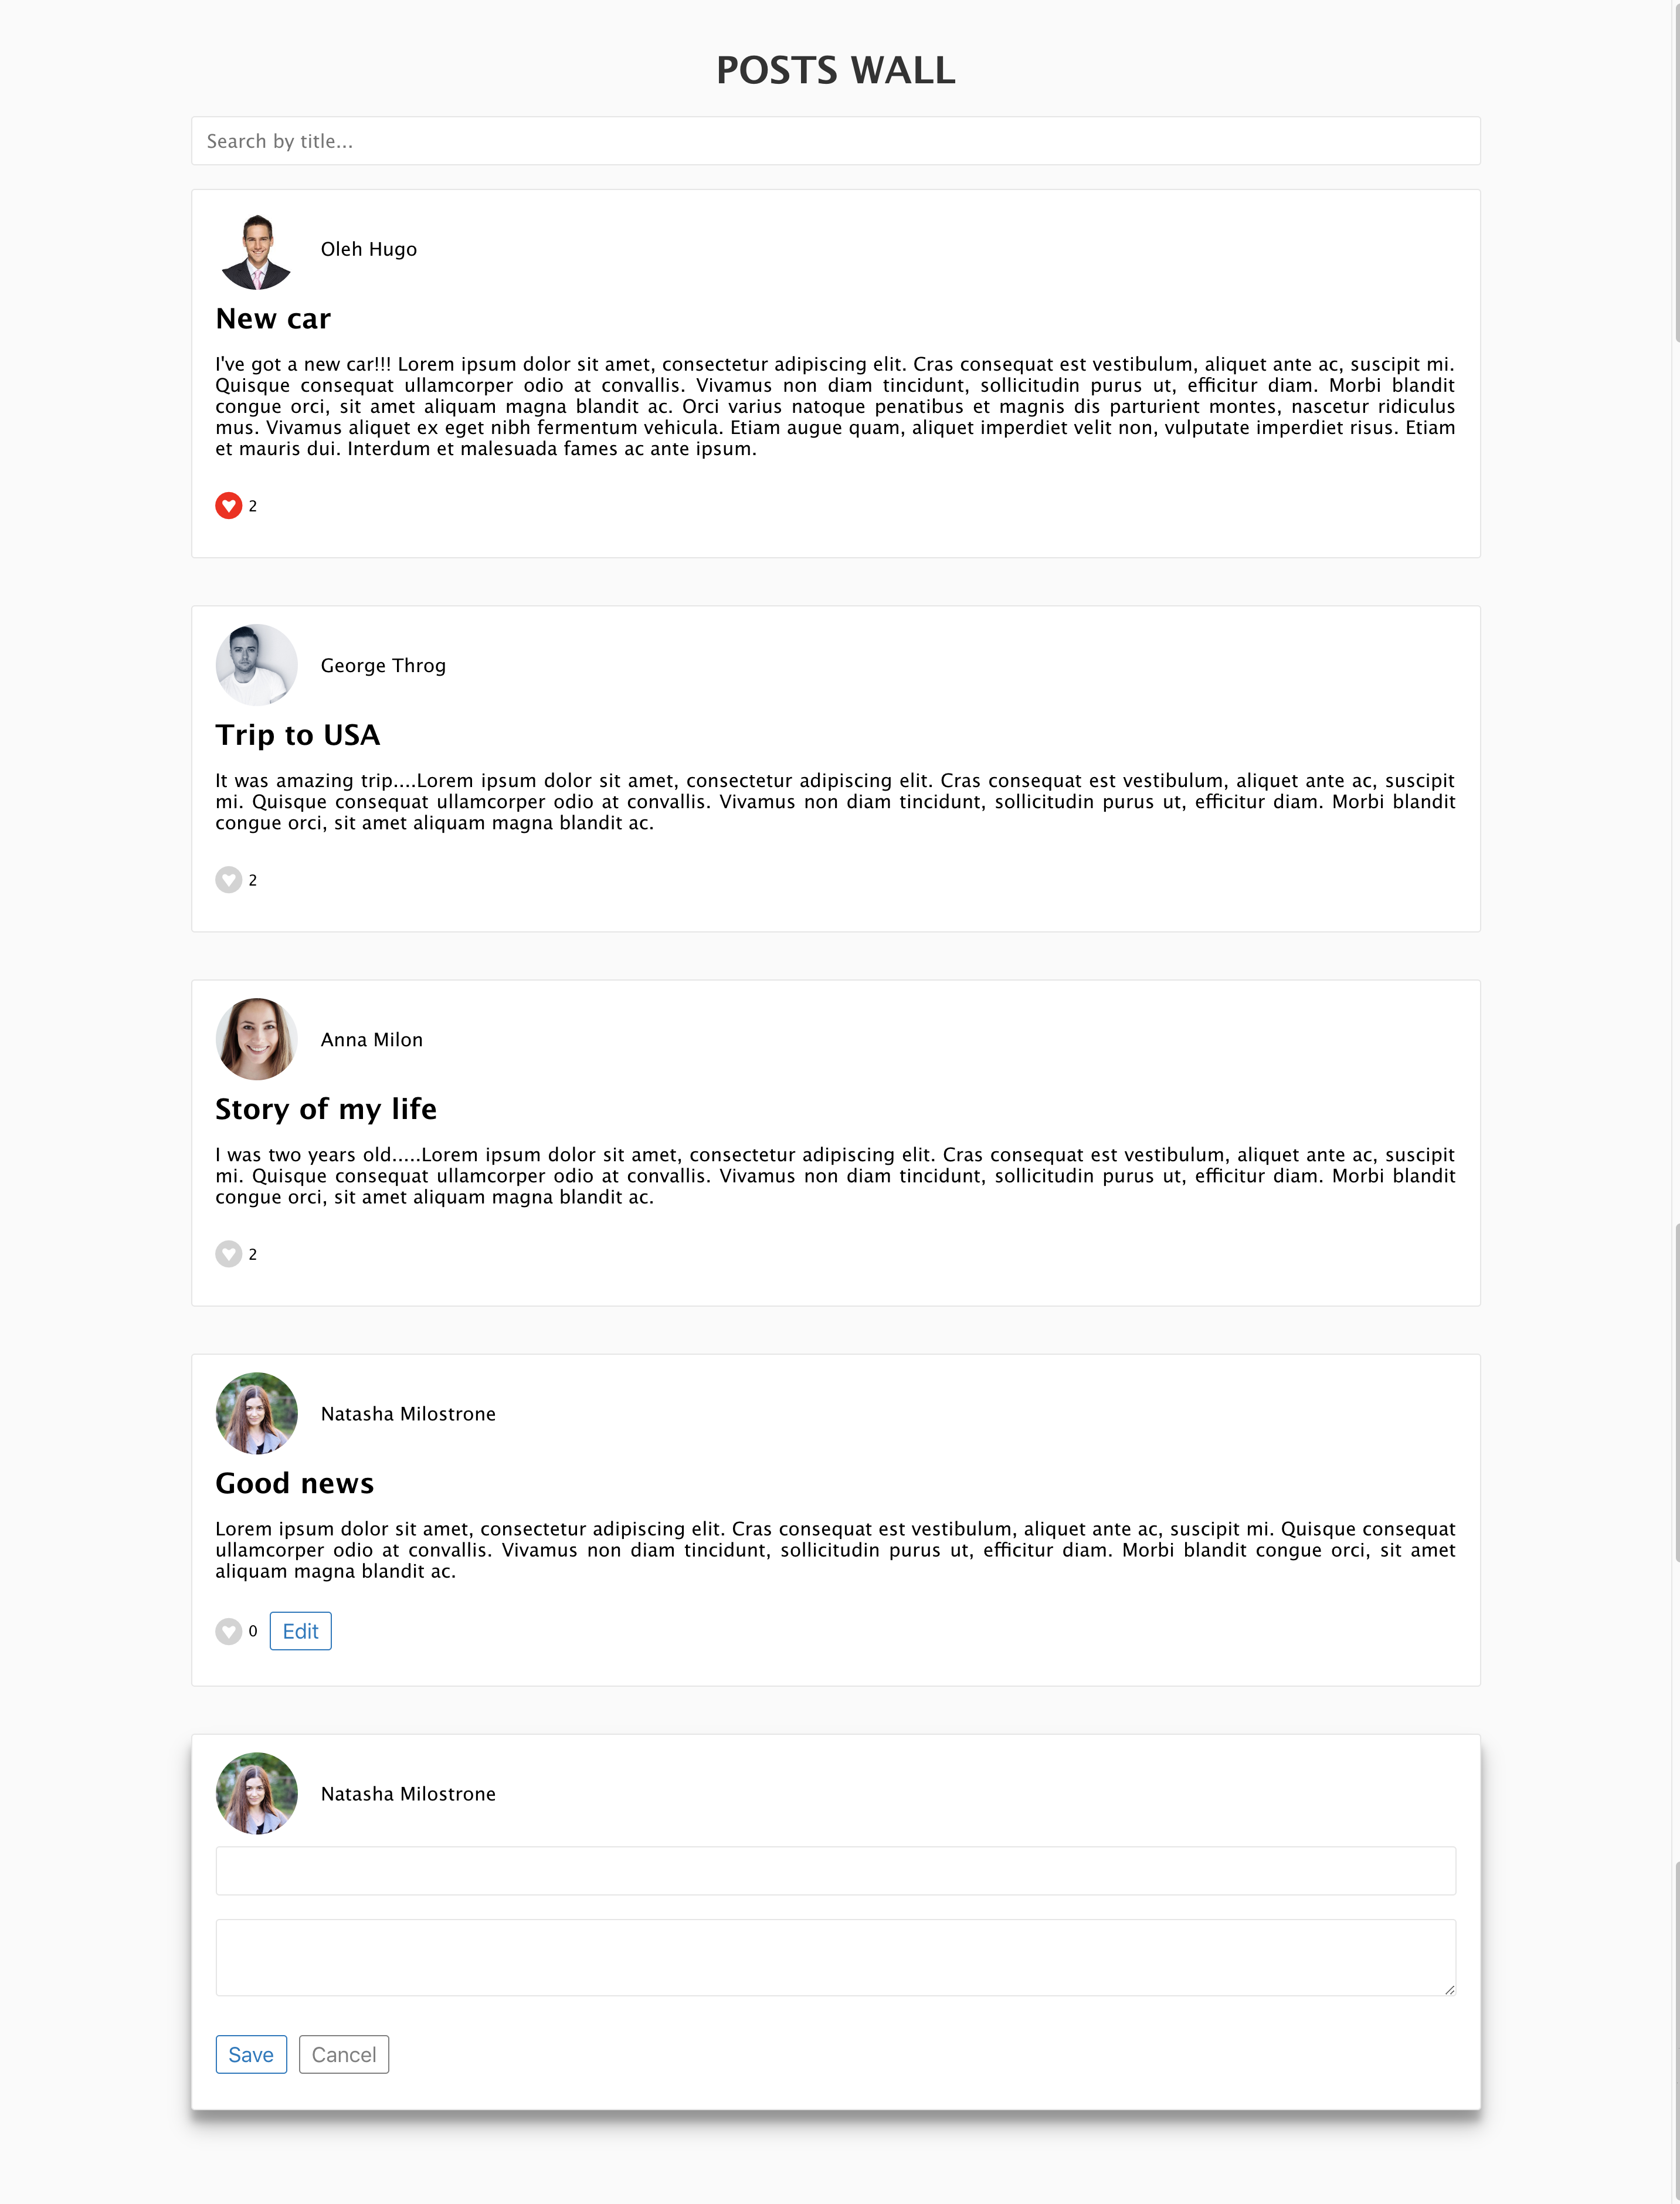 POSTS WALL
Search by title...
Oleh Hugo
New car
I've got a new car!!! Lorem ipsum dolor sit amet, consectetur adipiscing elit. Cras consequat est vestibulum, aliquet ante ac, suscipit mi.
Quisque consequat ullamcorper odio at convallis. Vivamus non diam tincidunt, sollicitudin purus ut, efficitur diam. Morbi blandit
congue orci, sit amet aliquam magna blandit ac. Orci varius natoque penatibus et magnis dis parturient montes, nascetur ridiculus
mus. Vivamus aliquet ex eget nibh fermentum vehicula. Etiam augue quam, aliquet imperdiet velit non, vulputate imperdiet risus. Etiam
et mauris dui. Interdum et malesuada fames ac ante ipsum.
2
George Throg
Trip to USA
It was amazing trip....Lorem ipsum dolor sit amet, consectetur adipiscing elit. Cras consequat est vestibulum, aliquet ante ac, suscipit
mi. Quisque consequat ullamcorper odio at convallis. Vivamus non diam tincidunt, sollicitudin purus ut, efficitur diam. Morbi blandit
congue orci, sit amet aliquam magna blandit ac.
2
Anna Milon
Story of my life
I was two years old.....Lorem ipsum dolor sit amet, consectetur adipiscing elit. Cras consequat est vestibulum, aliquet ante ac, suscipit
mi. Quisque consequat ullamcorper odio at convallis. Vivamus non diam tincidunt, sollicitudin purus ut, efficitur diam. Morbi blandit
congue orci, sit amet aliquam magna blandit ac.
2
Natasha Milostrone
Good news
Lorem ipsum dolor sit amet, consectetur adipiscing elit. Cras consequat est vestibulum, aliquet ante ac, suscipit mi. Quisque consequat
ullamcorper odio at convallis. Vivamus non diam tincidunt, sollicitudin purus ut, efficitur diam. Morbi blandit congue orci, sit amet
aliquam magna blandit ac.
0 Edit
Natasha Milostrone
Save Cancel